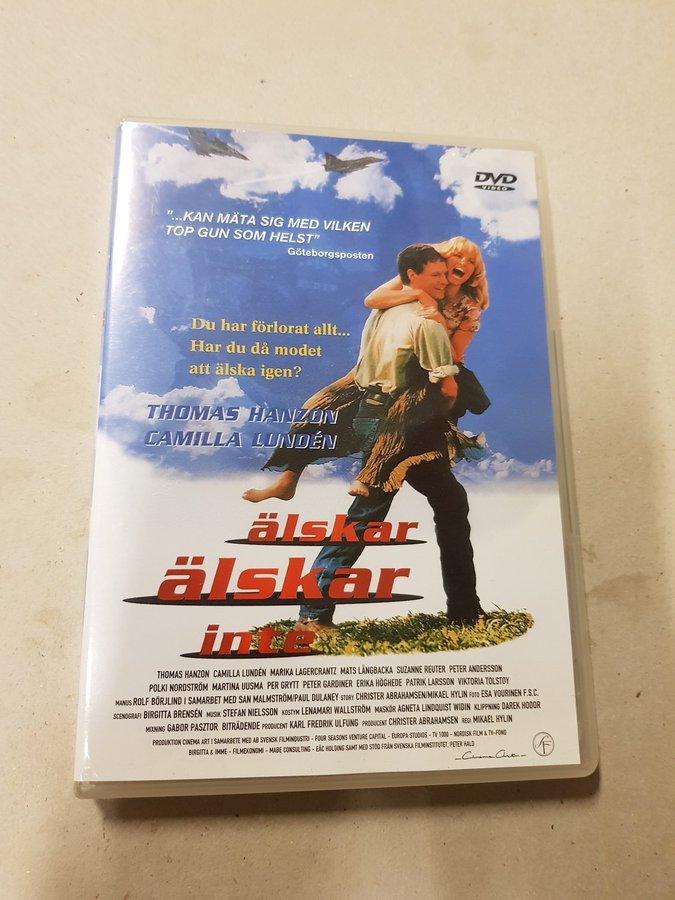 DVD
VIDEO
"...KAN MÄTA SIG MED VILKEN
TOP GUN SOM HELST"
Göteborgsposten
Du har förlorat allt...
Har du då modet
att älska igen?
THOMAS HANZON
CAMILLA LUNDÉN
älskar
älskar
inte
THOMAS HANZON CAMILLA LUNDÉN MARIKA LAGERCRANTZ MATS LÅNGBACKA SUZANNE REUTER PETER ANDERSSON
POLKI NORDSTRÖM MARTINA UUSMA PER GRYTT PETER GARDINER ERIKA HÖGHEDE PATRIK LARSSON VIKTORIA TOLSTOY
MANUS ROLF BÖRJLIND I SAMARBET MED SAN MALMSTRÖM/PAUL DULANEY STORY CHRISTER ABRAHAMSEN/MIKAEL HYLIN FOTO ESA VOURINEN F.S.C.
SCENOGRAFI BIRGITTA BRENSÉN MUSIK STEFAN NIELSSON KOSTYM LENAMARI WALLSTRÖM MASKÖR AGNETA LINDQUIST WIDIN KLIPPNING DAREK HODOR
MIXNING GABOR PASZTOR BITRÄDANDE PRODUCENT KARL FREDRIK ULFUNG PRODUCENT CHRISTER ABRAHAMSEN REGI MIKAEL HYLIN
PRODUKTION CINEMA ART I SAMARBETE MED AB SVENSK FILMINDUSTRI - FOUR SEASONS VENTURE CAPITAL - EUROPA STUDIOS - TV 1000 - NORDISK FILM & TV-FOND
BIRGITTA & IMME - FILMEKONOMI - MABE CONSULTING - EÄC HOLDING SAMT MED STÖD FRÅN SVENSKA FILMINSTITUTET/PETER HALD
Cinema Art
SF